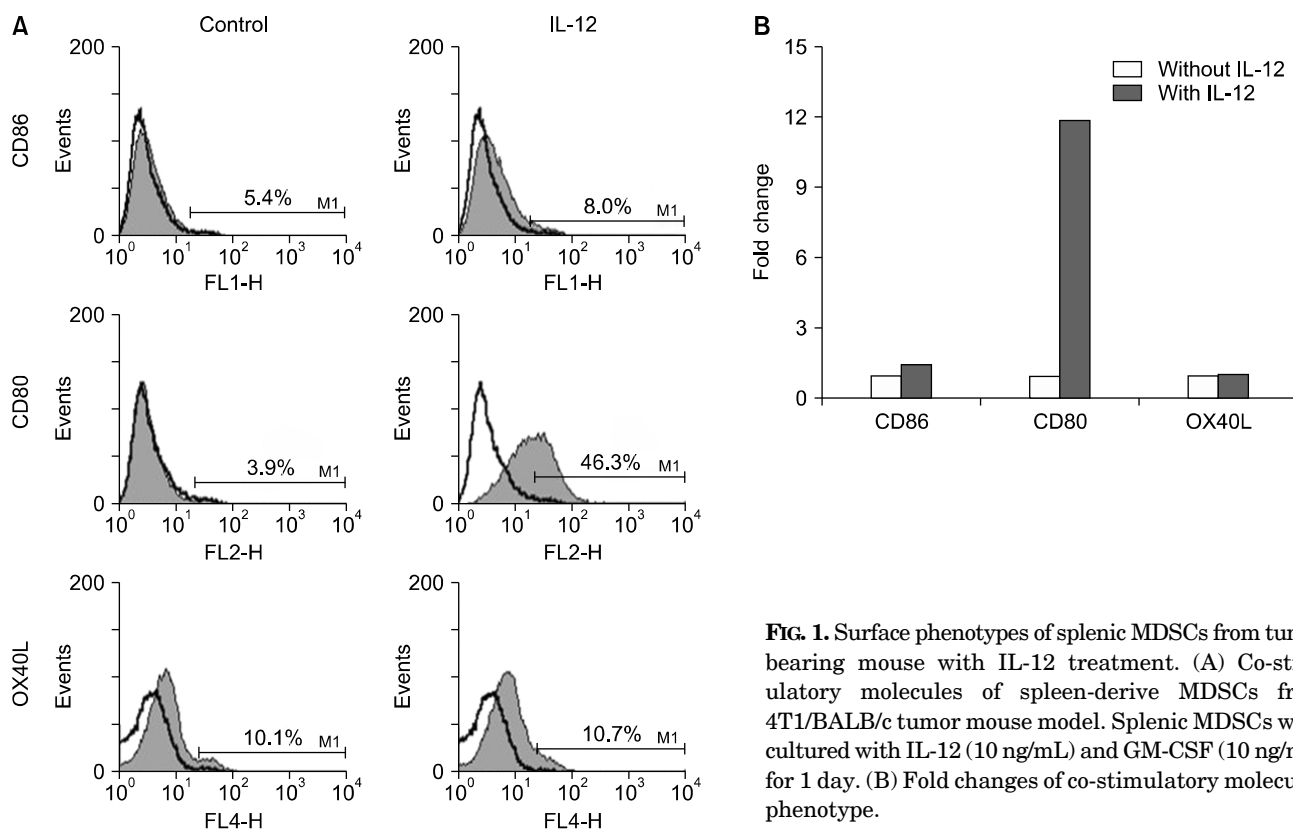 A
Control
IL-12
CD86
200
Events
0
5.4% M1
10^0 10^1 10^2 10^3 10^4
FL1-H
200
Events
0
8.0% M1
10^0 10^1 10^2 10^3 10^4
FL1-H
CD80
200
Events
0
3.9% M1
10^0 10^1 10^2 10^3 10^4
FL2-H
200
Events
0
46.3% M1
10^0 10^1 10^2 10^3 10^4
FL2-H
OX40L
200
Events
0
10.1% M1
10^0 10^1 10^2 10^3 10^4
FL4-H
200
Events
0
10.7% M1
10^0 10^1 10^2 10^3 10^4
FL4-H
B
15
12
9
6
3
0
Fold change
Without IL-12
With IL-12
CD86 CD80 OX40L
FIG. 1. Surface phenotypes of splenic MDSCs from
bearing mouse with IL-12 treatment. (A)
ulatory molecules of spleen-derive MDSCs
4T1/BALB/c tumor mouse model. Splenic MDSCs
cultured with IL-12 (10 ng/mL) and GM-CSF (10
for 1 day. (B) Fold changes of co-stimulatory
phenotype.